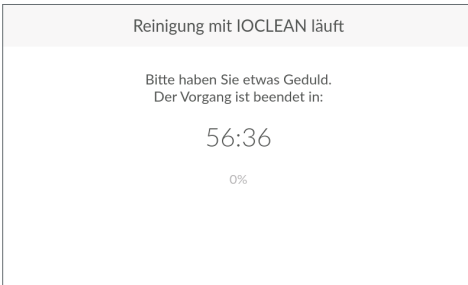 Reinigung mit IOCLEAN läuft
Bitte haben Sie etwas Geduld.
Der Vorgang ist beendet in:
56:36
0%